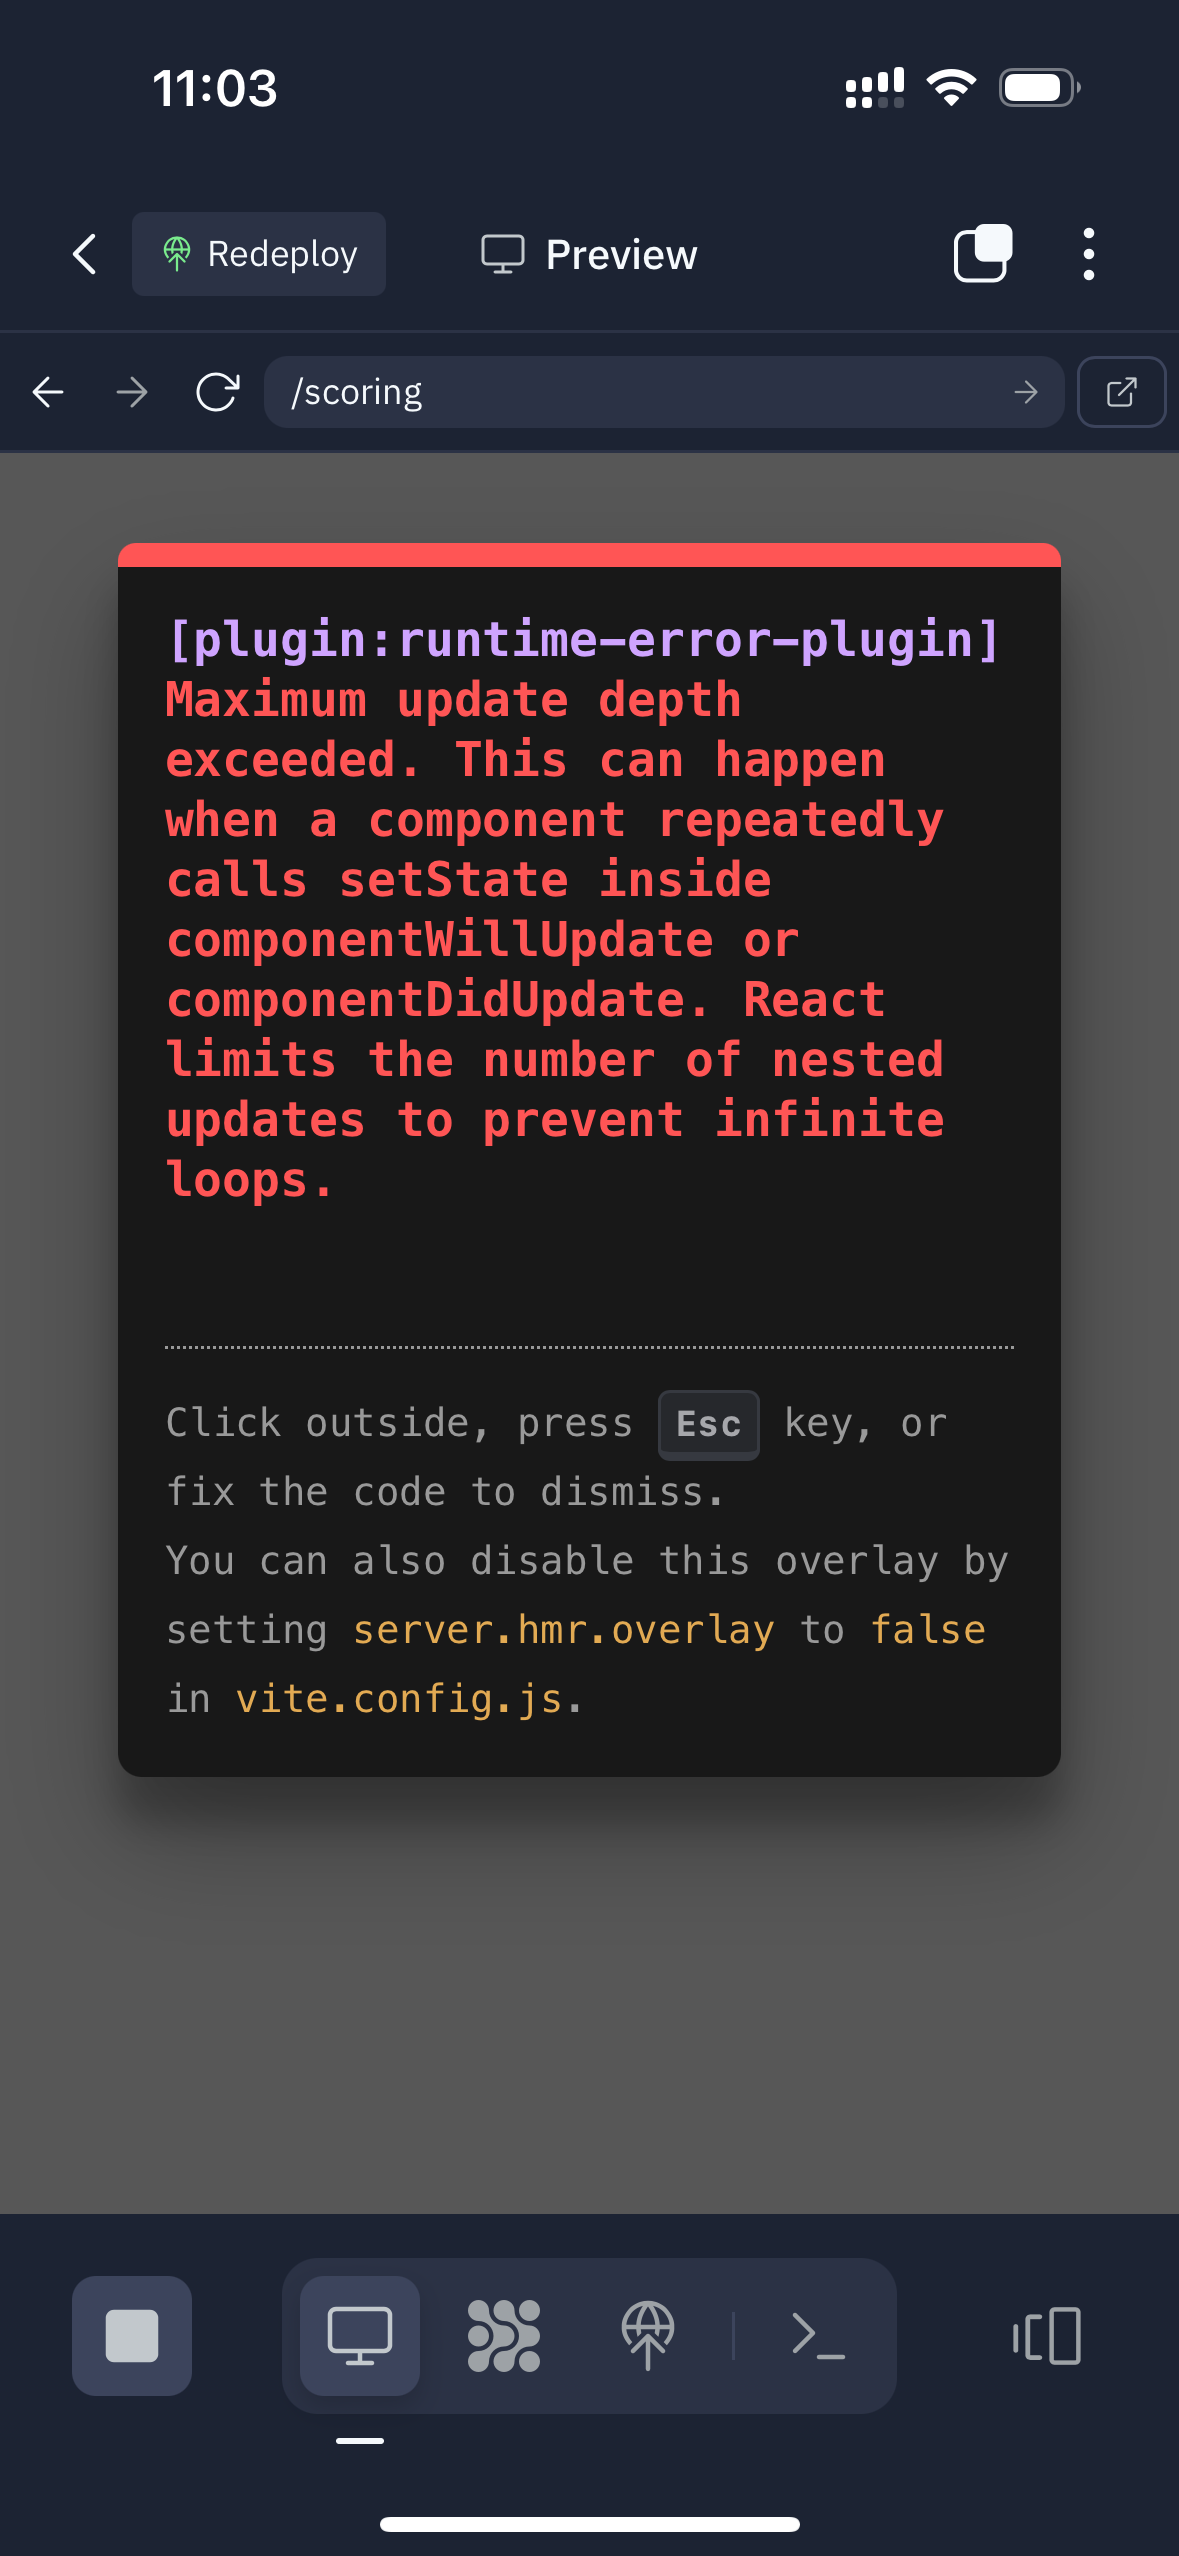 11:03
Redeploy
Preview
/scoring
[plugin:runtime-error-plugin]
Maximum update depth
exceeded. This can happen
when a component repeatedly
calls setState inside
componentWillUpdate or
componentDidUpdate. React
limits the number of nested
updates to prevent infinite
loops.
Click outside, press Esc key, or
fix the code to dismiss.
You can also disable this overlay by
setting server.hmr.overlay to false
in vite.config.js.